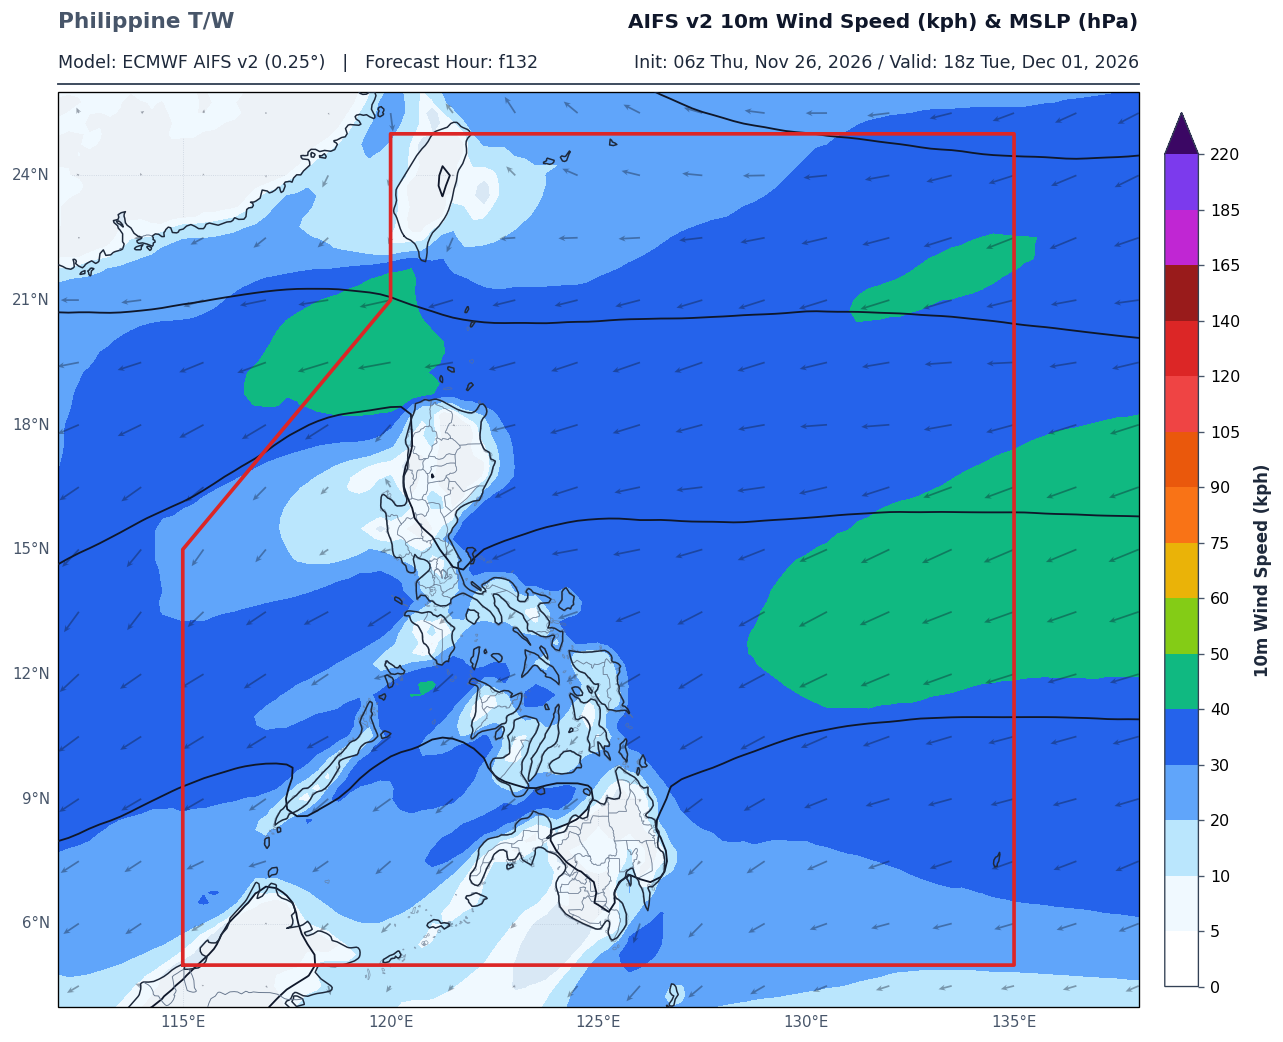 Philippine T/W
AIFS v2 10m Wind Speed (kph) & MSLP (hPa)
Model: ECMWF AIFS v2 (0.25°)   |   Forecast Hour: f132
Init: 06z Thu, Nov 26, 2026 / Valid: 18z Tue, Dec 01, 2026
24°N
21°N
18°N
15°N
12°N
9°N
6°N
115°E
120°E
125°E
130°E
135°E
220
185
165
140
120
105
90
75
60
50
40
30
20
10
5
0
10m Wind Speed (kph)